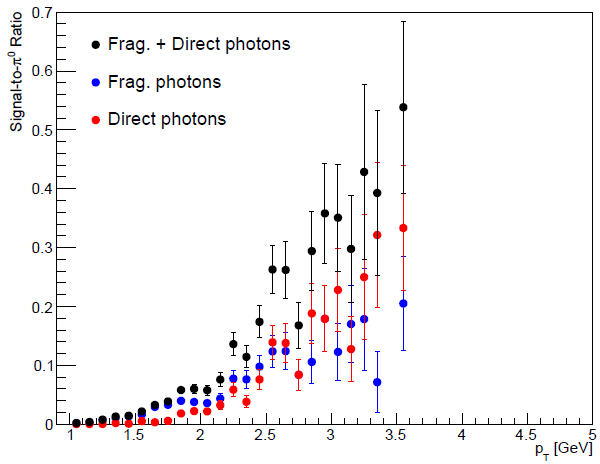 Signal-to-π⁰ Ratio
0.7
0.6
0.5
0.4
0.3
0.2
0.1
0
Frag. + Direct photons
Frag. photons
Direct photons
1 1.5 2 2.5 3 3.5 4 4.5 5
p_T [GeV]